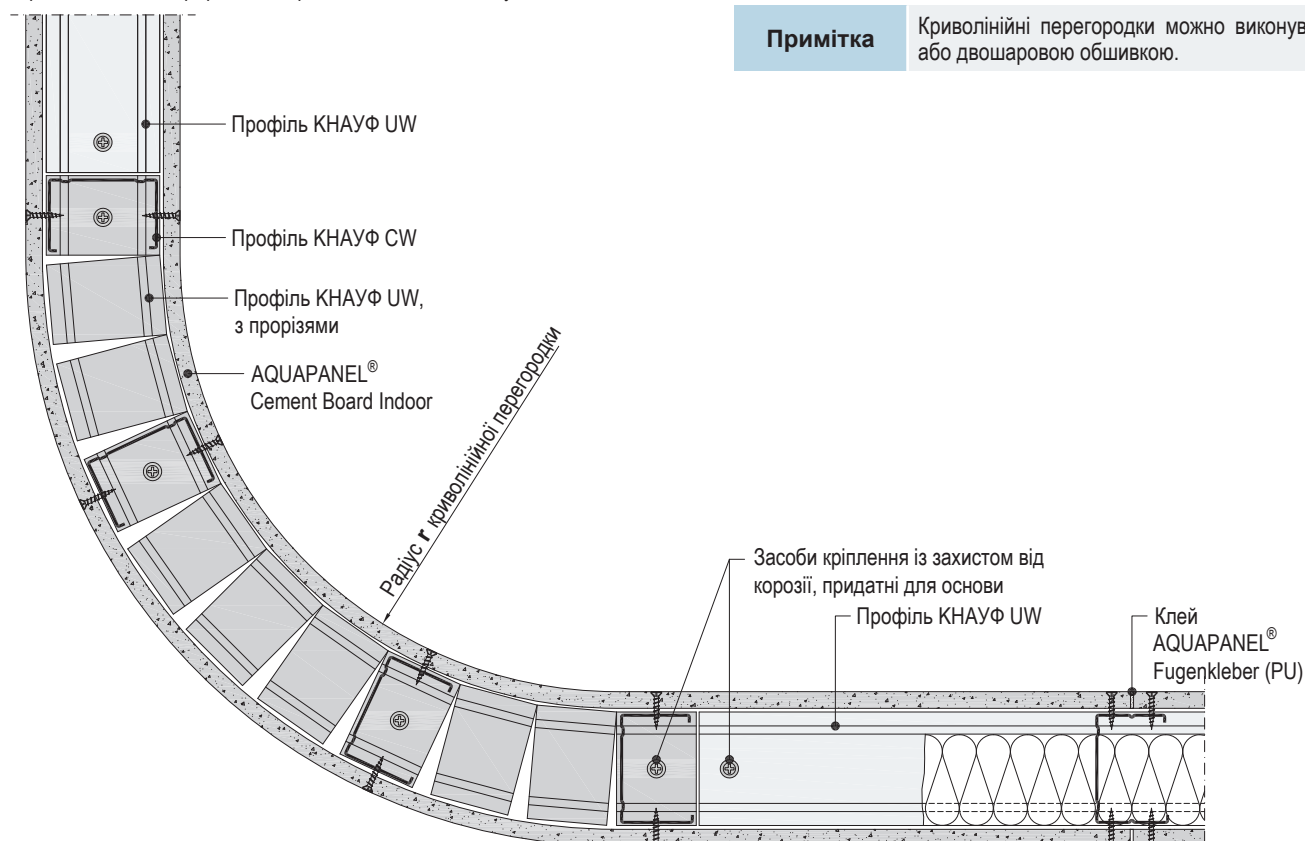 Примітка
Криволінійні перегородки можно виконув
або двошаровою обшивкою.
Профіль КНАУФ UW
Профіль КНАУФ CW
Профіль КНАУФ UW,
з прорізями
AQUAPANEL®
Cement Board Indoor
Радіус r криволінійної перегородки
Засоби кріплення із захистом від
корозії, придатні для основи
Профіль КНАУФ UW
Клей
AQUAPANEL®
Fugenkleber (PU)